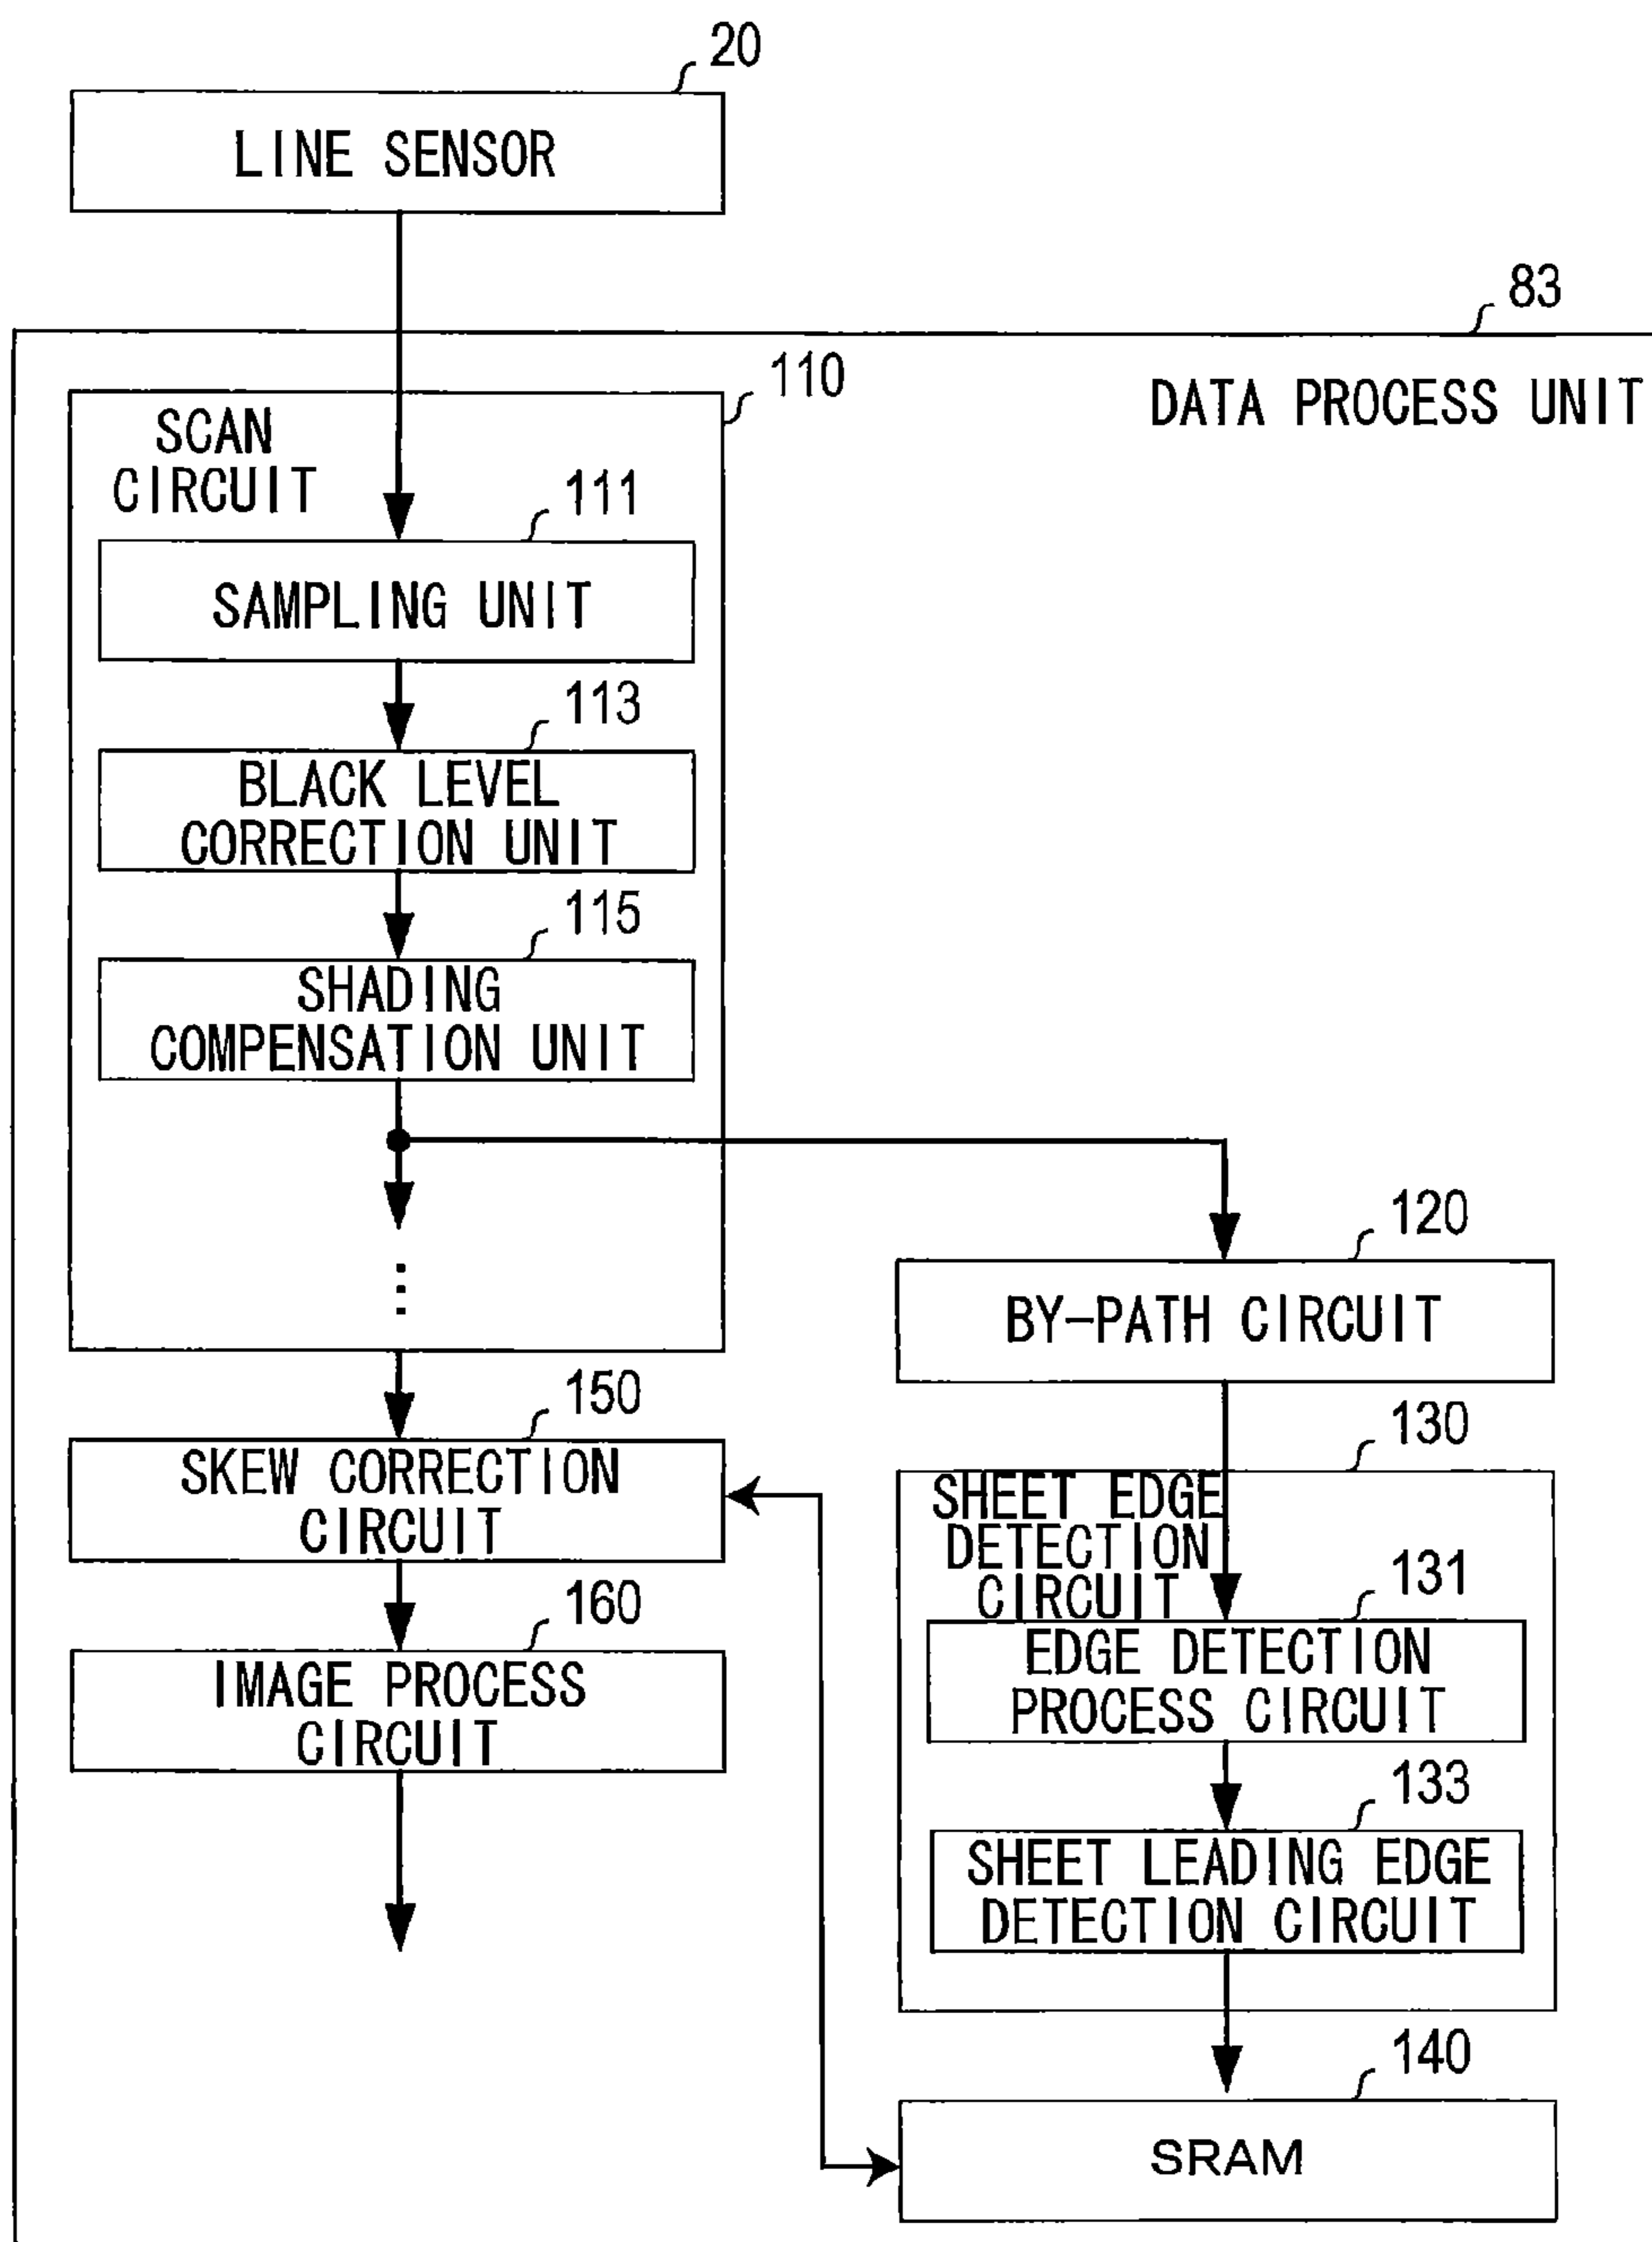 20
LINE SENSOR
83
DATA PROCESS UNIT
110
SCAN
CIRCUIT
111
SAMPLING UNIT
113
BLACK LEVEL
CORRECTION UNIT
115
SHADING
COMPENSATION UNIT
120
BY-PATH CIRCUIT
150
SKEW CORRECTION
CIRCUIT
130
SHEET EDGE
DETECTION
CIRCUIT
131
EDGE DETECTION
PROCESS CIRCUIT
160
IMAGE PROCESS
CIRCUIT
133
SHEET LEADING EDGE
DETECTION CIRCUIT
140
SRAM